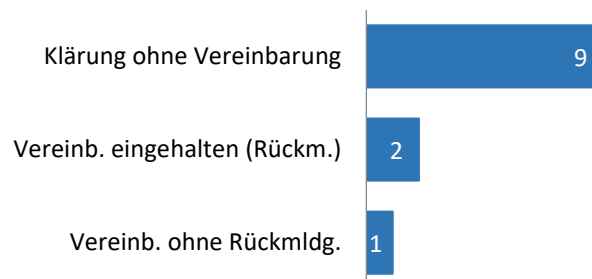 Klärung ohne Vereinbarung 9
Vereinb. eingehalten (Rückm.) 2
Vereinb. ohne Rückmldg. 1